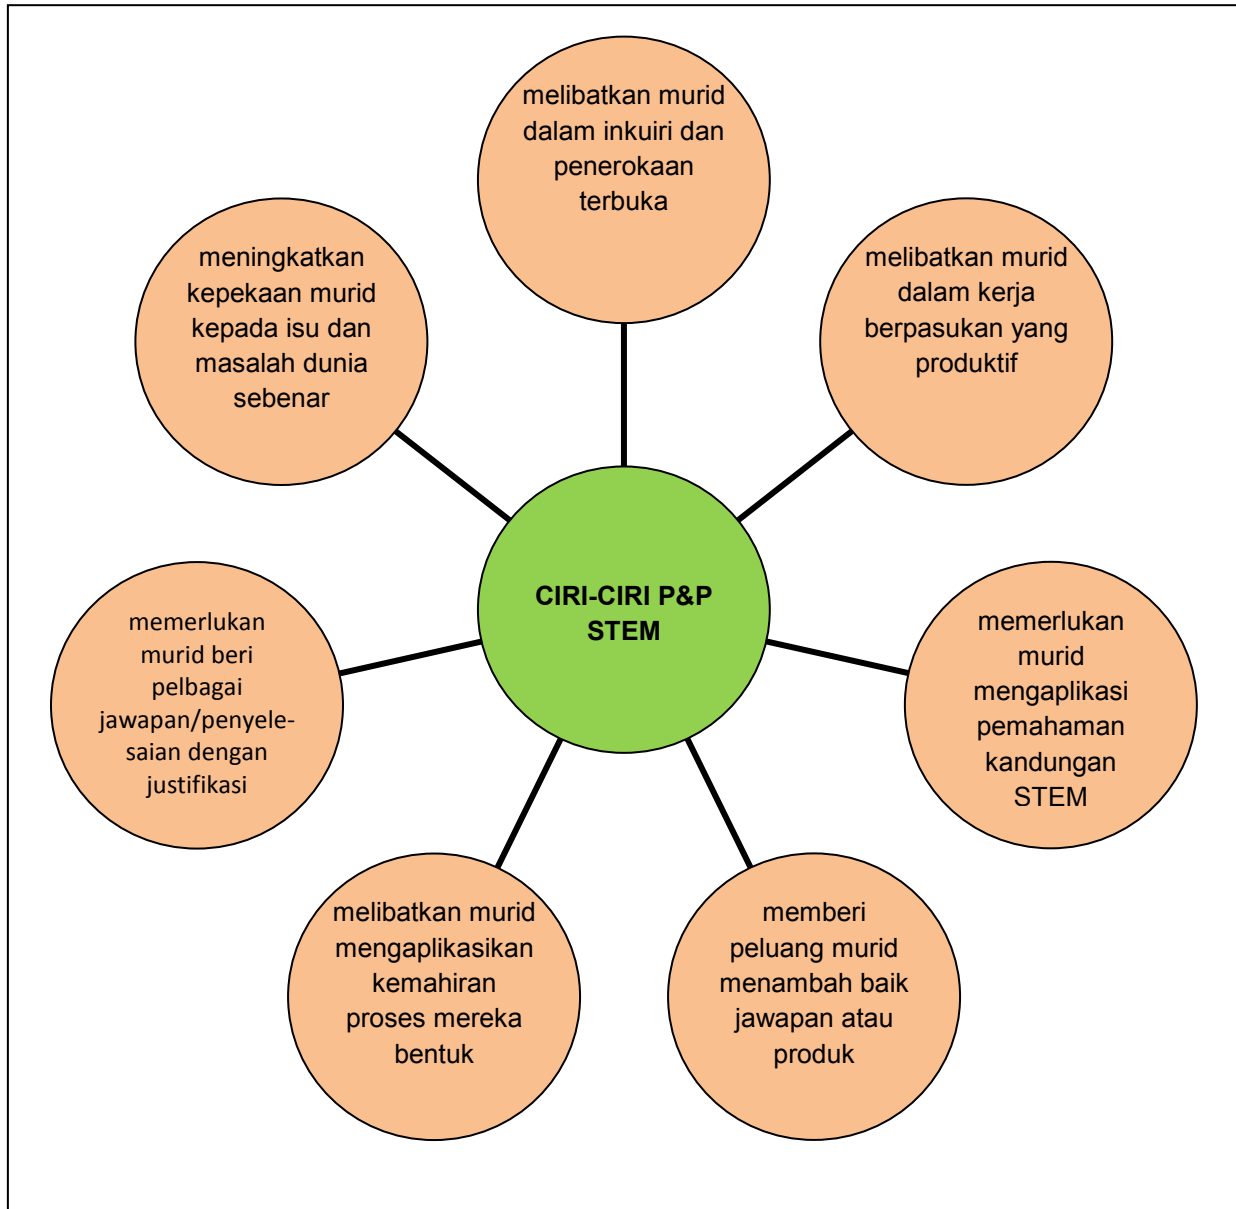 melibatkan murid
dalam inkuiri dan
penerokaan
terbuka
melibatkan murid
dalam kerja
berpasukan yang
produktif
memerlukan
murid
mengaplikasi
pemahaman
kandungan
STEM
memberi
peluang murid
menambah baik
jawapan atau
produk
melibatkan murid
mengaplikasikan
kemahiran
proses mereka
bentuk
memerlukan
murid beri
pelbagai
jawapan/penyele-
saian dengan
justifikasi
meningkatkan
kepekaan murid
kepada isu dan
masalah dunia
sebenar
CIRI-CIRI P&P
STEM